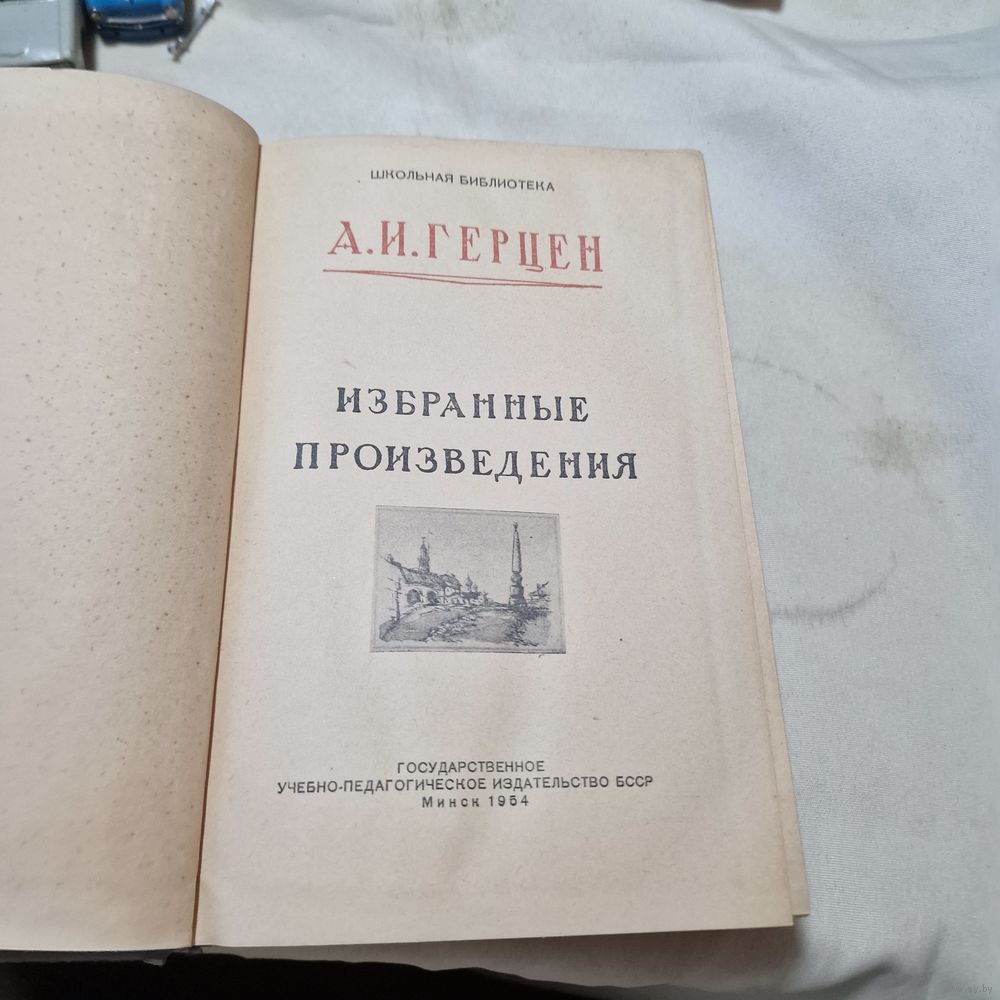 ШКОЛЬНАЯ БИБЛИОТЕКА
А.И.ГЕРЦЕН
ИЗБРАННЫЕ
ПРОИЗВЕДЕНИЯ
ГОСУДАРСТВЕННОЕ
УЧЕБНО-ПЕДАГОГИЧЕСКОЕ ИЗДАТЕЛЬСТВО БССР
Минск 1954